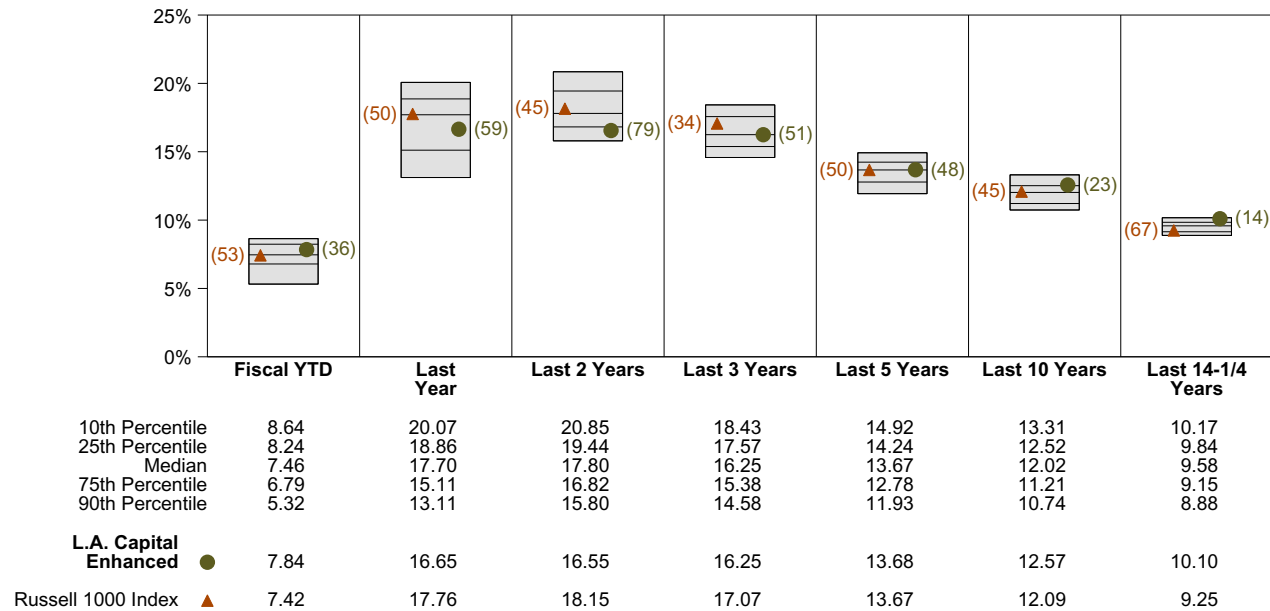 25%
20%
15%
10%
5%
0%
(53) (36)
(50) (59)
(45) (79)
(34) (51)
(50) (48)
(45) (23)
(67) (14)
Fiscal YTD Last Year Last 2 Years Last 3 Years Last 5 Years Last 10 Years Last 14-1/4 Years
10th Percentile 8.64 20.07 20.85 18.43 14.92 13.31 10.17
25th Percentile 8.24 18.86 19.44 17.57 14.24 12.52 9.84
Median 7.46 17.70 17.80 16.25 13.67 12.02 9.58
75th Percentile 6.79 15.11 16.82 15.38 12.78 11.21 9.15
90th Percentile 5.32 13.11 15.80 14.58 11.93 10.74 8.88
L.A. Capital
Enhanced 7.84 16.65 16.55 16.25 13.68 12.57 10.10
Russell 1000 Index 7.42 17.76 18.15 17.07 13.67 12.09 9.25